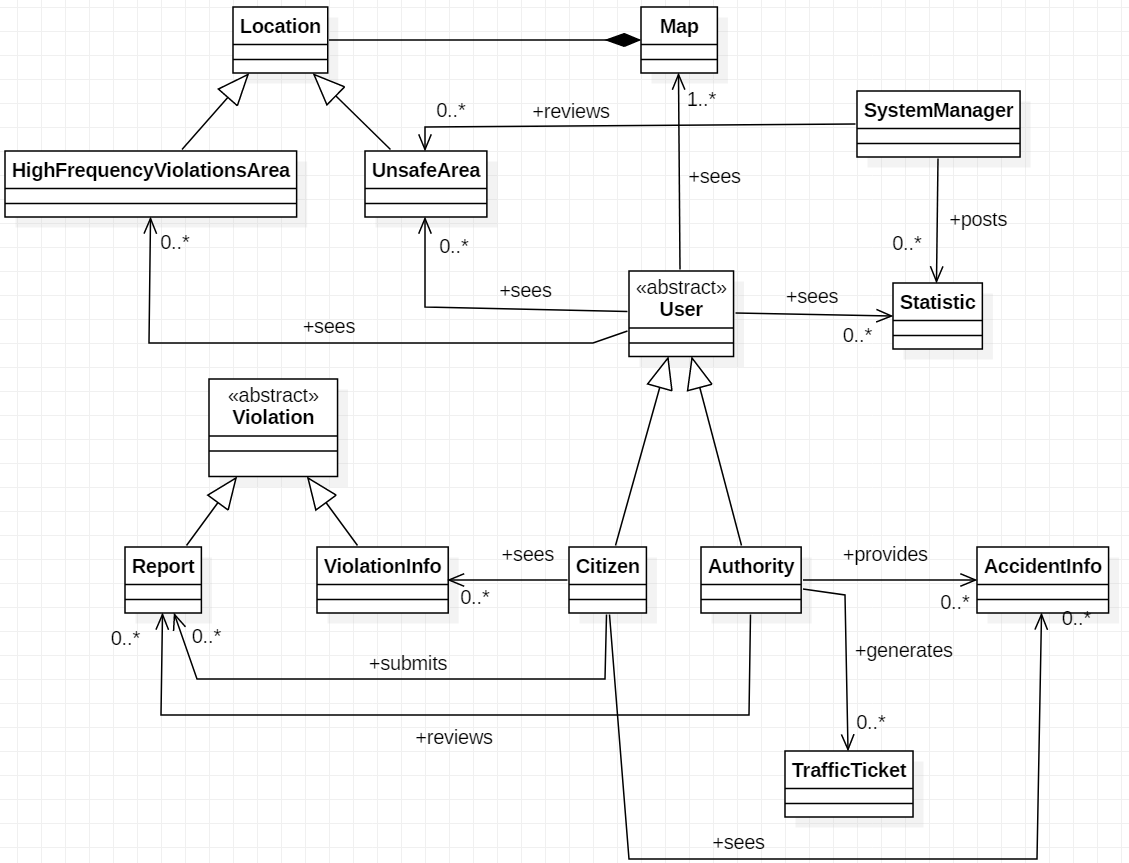 Location
Map
1..*
0..*
+reviews
SystemManager
HighFrequencyViolationsArea
UnsafeArea
+sees
+posts
0..*
0..*
0..*
«abstract»
User
+sees
+sees
Statistic
+sees
0..*
«abstract»
Violation
+sees
+provides
Report
ViolationInfo
Citizen
Authority
AccidentInfo
0..*
0..*
0..*
0..*
0..*
+submits
+generates
+reviews
0..*
TrafficTicket
+sees